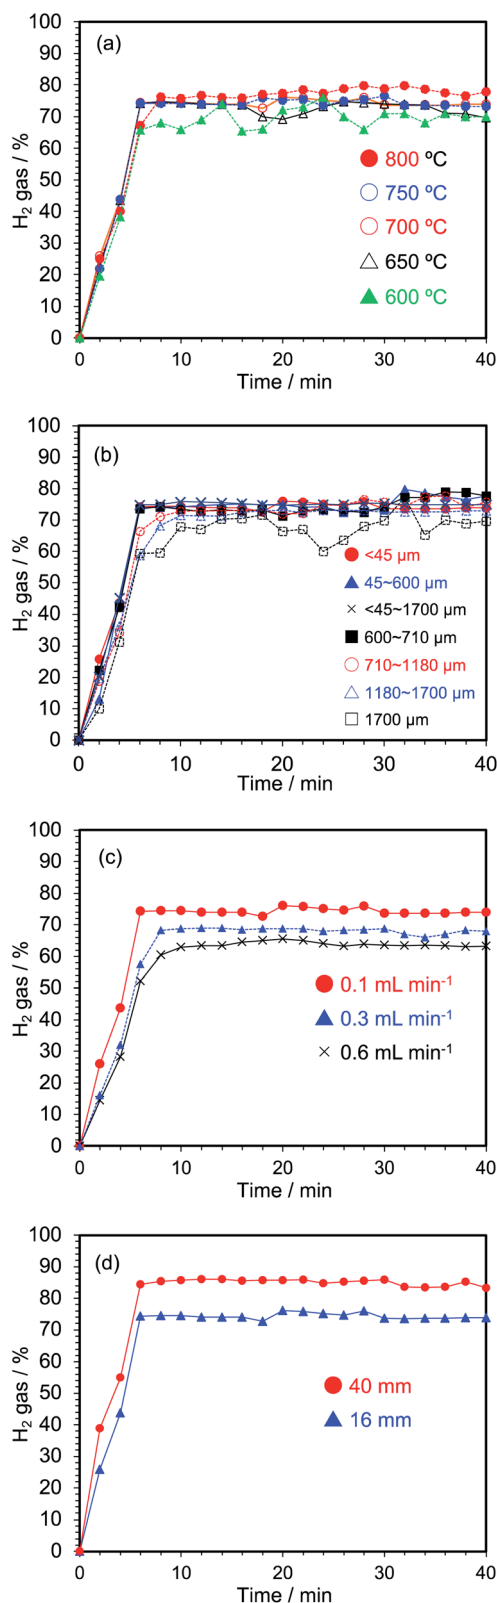 (a)
H₂ gas / %
100
90
80
70
60
50
40
30
20
10
0
800 ºC
750 ºC
700 ºC
650 ºC
600 ºC
0 10 20 30 40
Time / min
(b)
H₂ gas / %
100
90
80
70
60
50
40
30
20
10
0
<45 µm
45~600 µm
<45~1700 µm
600~710 µm
710~1180 µm
1180~1700 µm
1700 µm
0 10 20 30 40
Time / min
(c)
H₂ gas / %
100
90
80
70
60
50
40
30
20
10
0
0.1 mL min⁻¹
0.3 mL min⁻¹
0.6 mL min⁻¹
0 10 20 30 40
Time / min
(d)
H₂ gas / %
100
90
80
70
60
50
40
30
20
10
0
40 mm
16 mm
0 10 20 30 40
Time / min